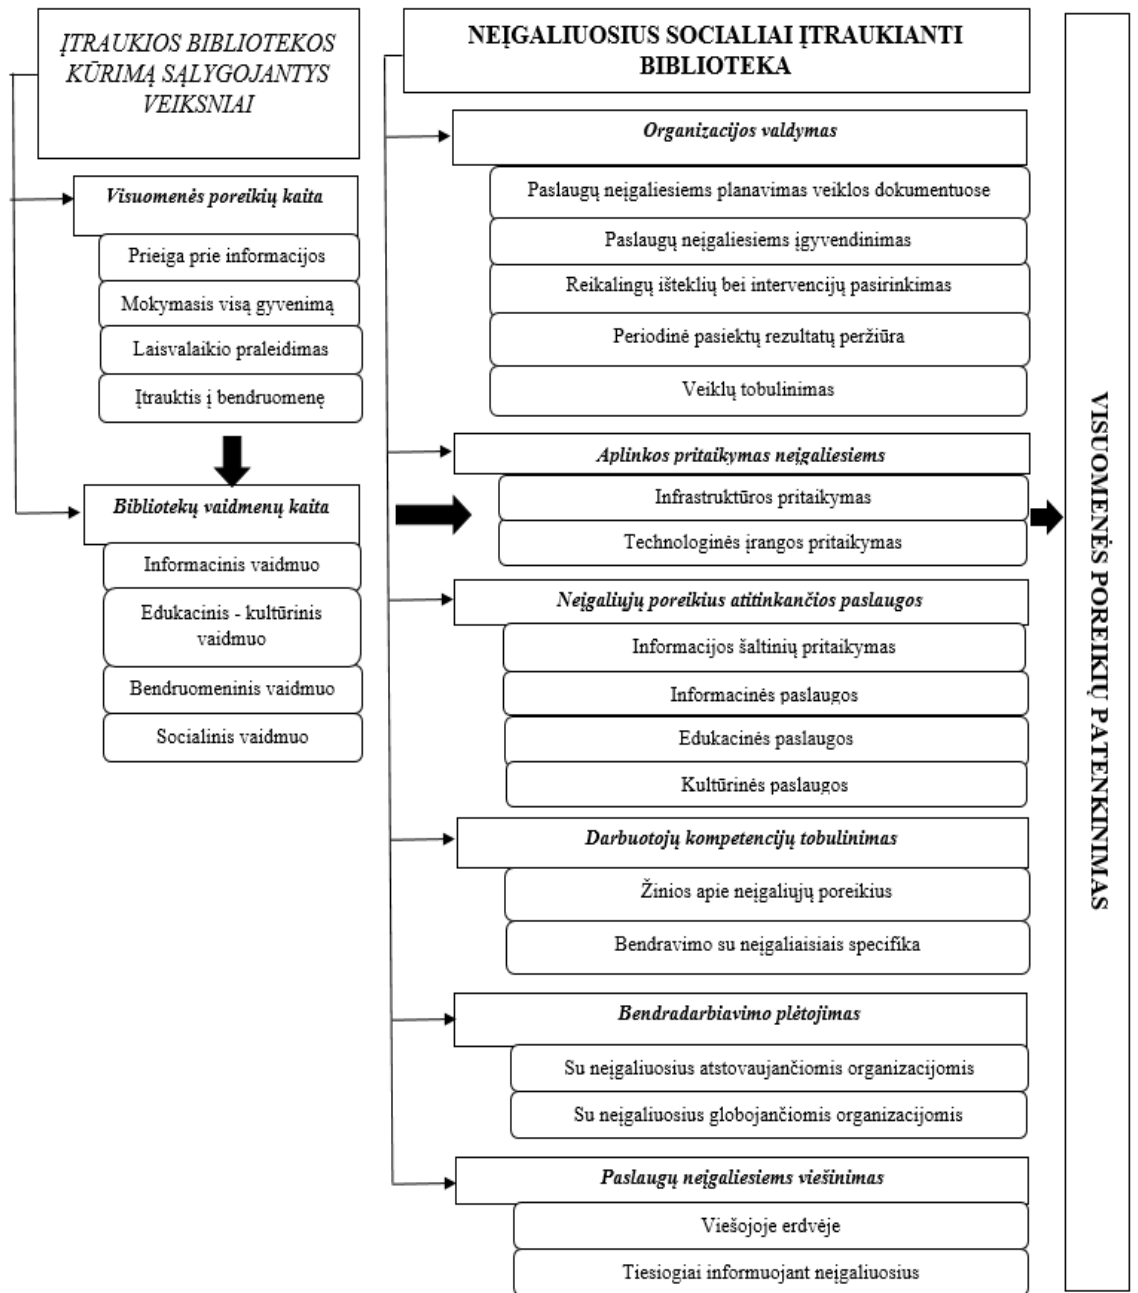 ĮTRAUKIOS BIBLIOTEKOS
KŪRIMĄ SĄLYGOJANTYS
VEIKSNIAI
Visuomenės poreikių kaita
Prieiga prie informacijos
Mokymasis visą gyvenimą
Laisvalaikio praleidimas
Įtrauktis į bendruomenę
Bibliotekų vaidmenų kaita
Informacinis vaidmuo
Edukacinis - kultūrinis
vaidmuo
Bendruomeninis vaidmuo
Socialinis vaidmuo
NEĮGALIUOSIUS SOCIALIAI ĮTRAUKIANTI
BIBLIOTEKA
Organizacijos valdymas
Paslaugų neįgaliesiems planavimas veiklos dokumentuose
Paslaugų neįgaliesiems įgyvendinimas
Reikalingų išteklių bei intervencijų pasirinkimas
Periodinė pasiektų rezultatų peržiūra
Veiklų tobulinimas
Aplinkos pritaikymas neįgaliesiems
Infrastruktūros pritaikymas
Technologinės įrangos pritaikymas
Neįgaliųjų poreikius atitinkančios paslaugos
Informacijos šaltinių pritaikymas
Informacinės paslaugos
Edukacinės paslaugos
Kultūrinės paslaugos
Darbuotojų kompetencijų tobulinimas
Žinios apie neįgaliųjų poreikius
Bendravimo su neįgaliaisiais specifika
Bendradarbiavimo plėtojimas
Su neįgaliuosius atstovaujančiomis organizacijomis
Su neįgaliuosius globojančiomis organizacijomis
Paslaugų neįgaliesiems viešinimas
Viešojoje erdvėje
Tiesiogiai informuojant neįgaliuosius
VISUOMENĖS POREIKIŲ PATENKINIMAS